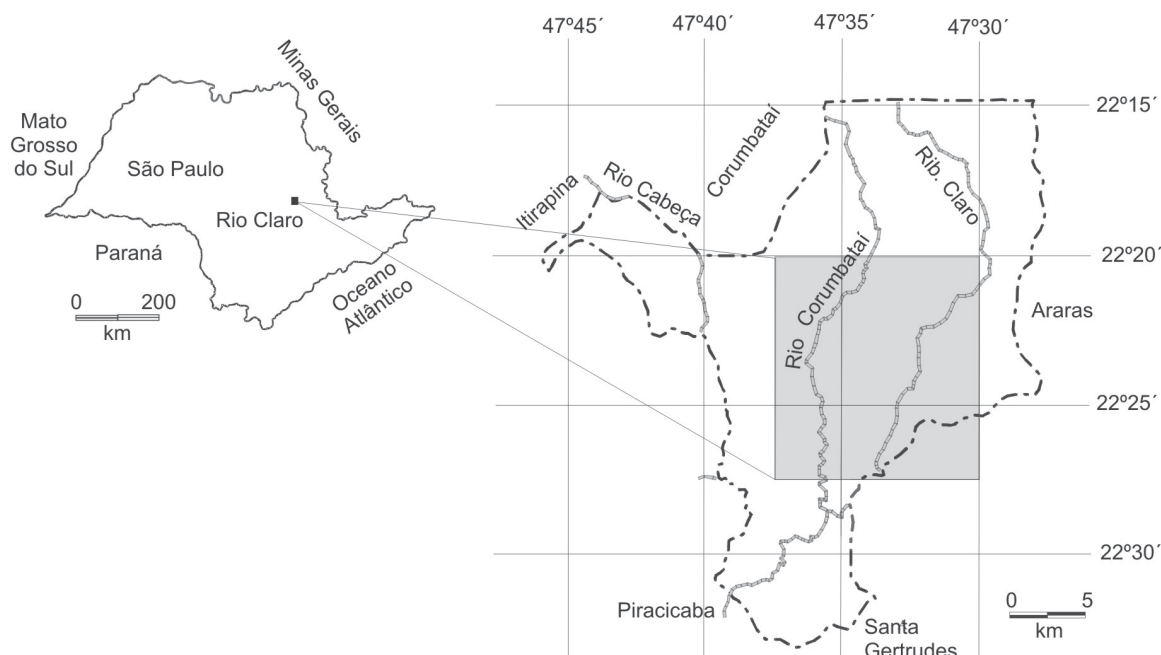 Minas Gerais
Mato
Grosso
do Sul
São Paulo
Rio Claro
Paraná
Oceano
Atlântico
0 200
km
47º45´ 47º40´ 47º35´ 47º30´
22º15´
22º20´
22º25´
22º30´
Itirapina
Rio Cabeça
Corumbataí
Rib. Claro
Rio Corumbataí
Araras
Piracicaba
Santa
Gertrudes
0 5
km